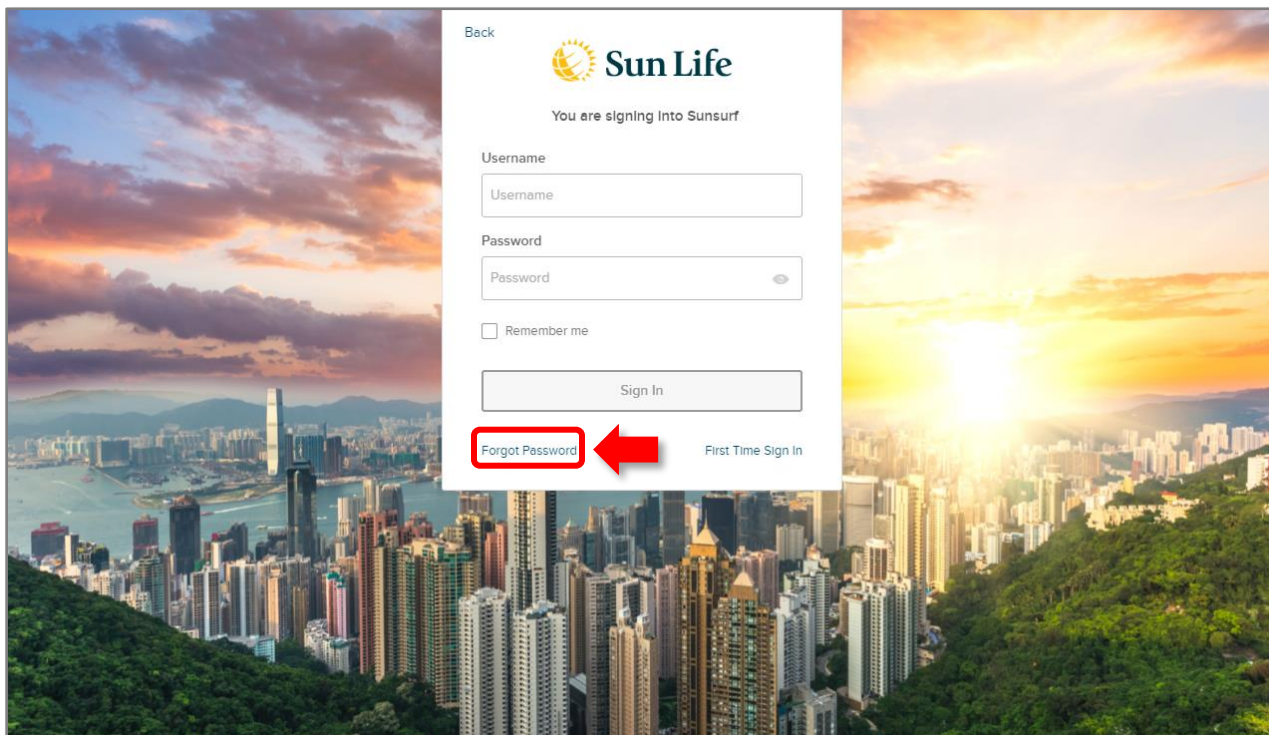 Back
Sun Life
You are signing into Sunsurf
Username
Username
Password
Password
Remember me
Sign In
Forgot Password
First Time Sign In